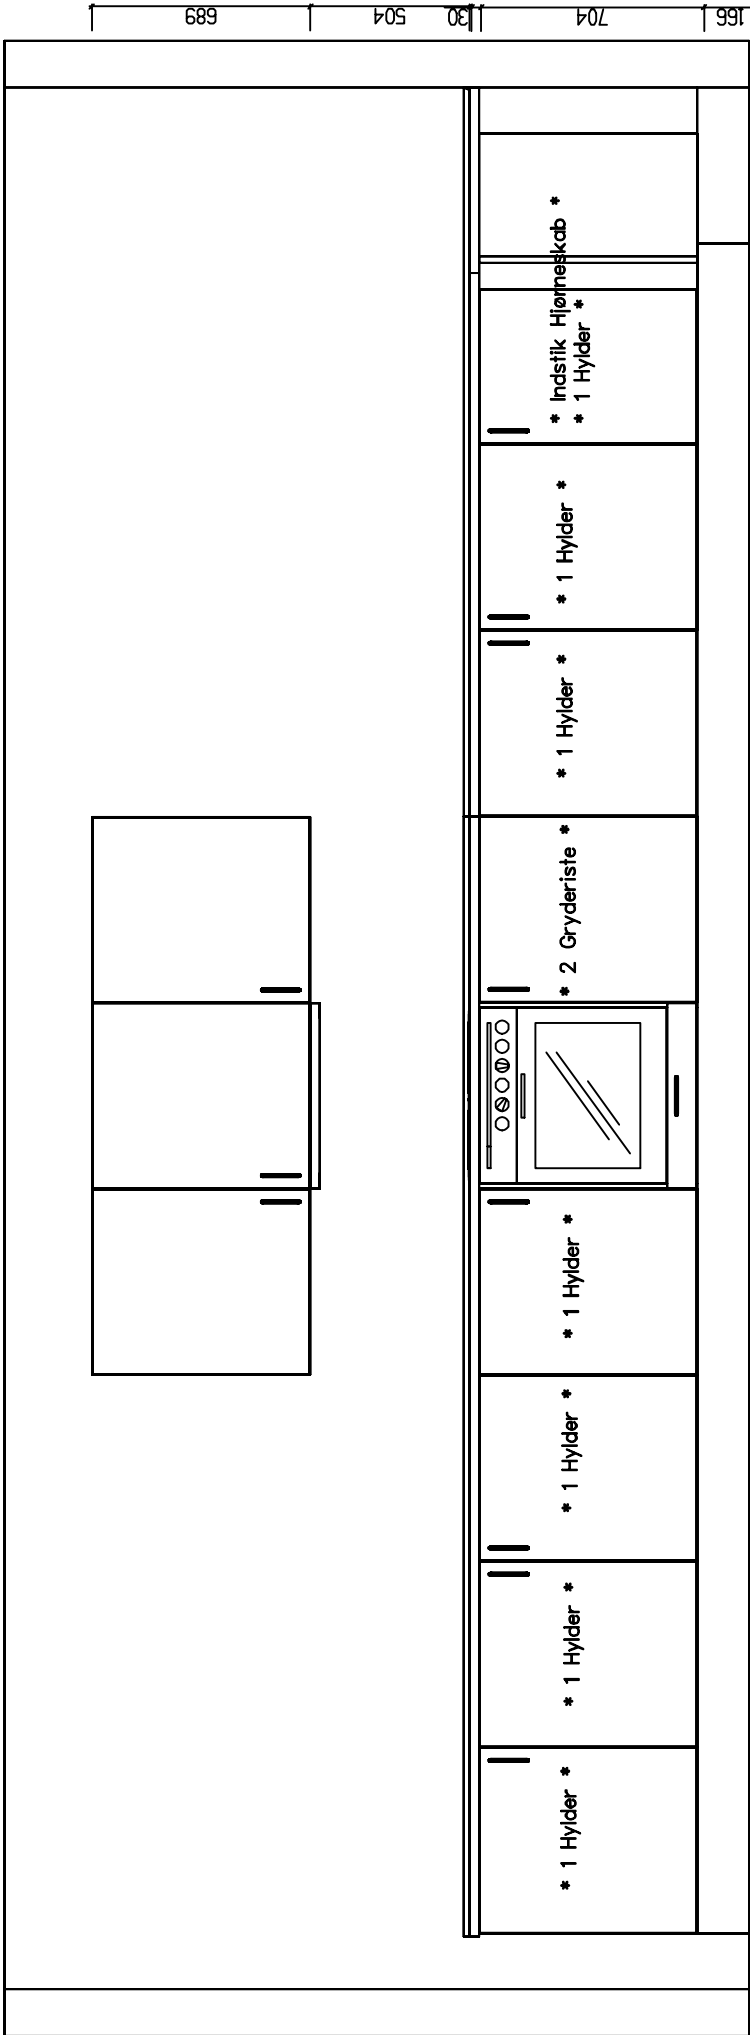 689
504
30
704
166
* Indstik Hjørneskab *
* 1 Hylder *
* 1 Hylder *
* 1 Hylder *
* 2 Gryderiste *
* 1 Hylder *
* 1 Hylder *
* 1 Hylder *
* 1 Hylder *